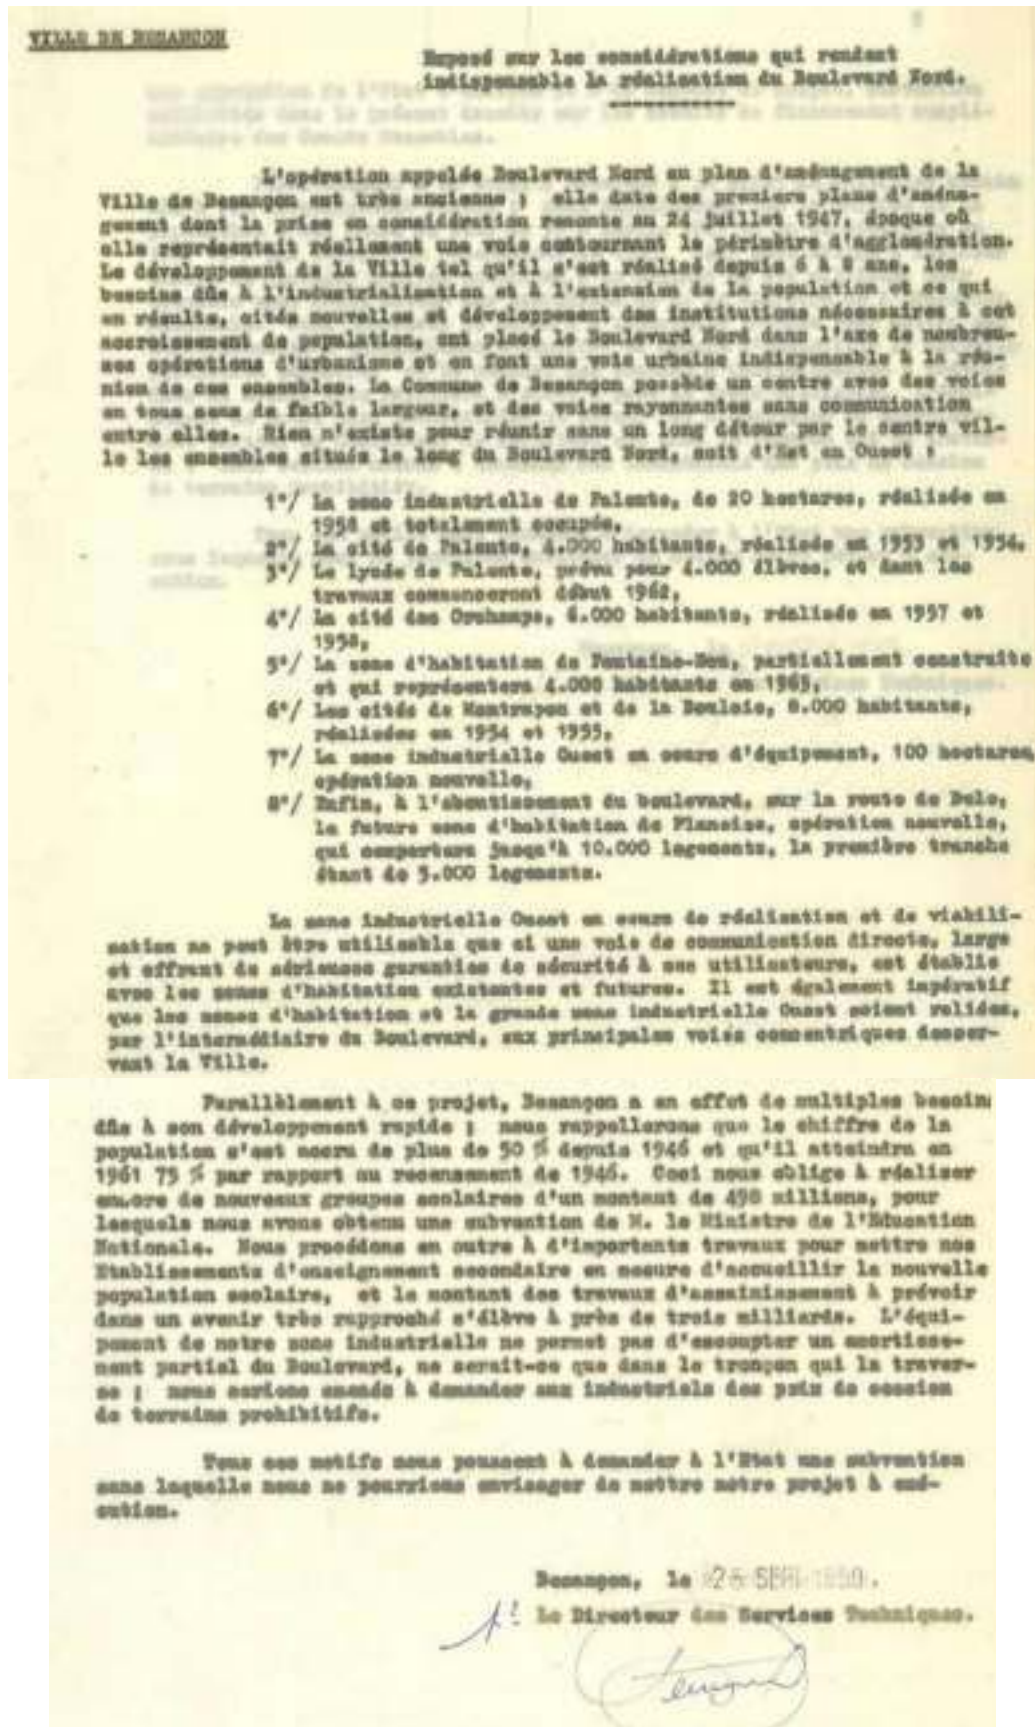 VILLE DE BESANÇON
Exposé sur les considérations qui rendent
indispensable la réalisation du Boulevard Nord.
L'opération appelée Boulevard Nord au plan d'aménagement de la
Ville de Besançon est très ancienne ; elle date des premiers plans d'aména-
gement dont la prise en considération remonte au 24 juillet 1947, époque où
elle représentait réellement une voie contournant le périmètre d'agglomération.
Le développement de la Ville tel qu'il s'est réalisé depuis 6 à 8 ans, les
besoins dûs à l'industrialisation et à l'extension de la population et ce qui
en résulte, cités nouvelles et développement des institutions nécessaires à cet
accroissement de population, ont placé le Boulevard Nord dans l'axe de nombreu-
ses opérations d'urbanisme et en font une voie urbaine indispensable à la réu-
nion de ces ensembles. La Commune de Besançon possède un centre avec des voies
en tous sens de faible largeur, et des voies rayonnantes sans communication
entre elles. Rien n'existe pour réunir sans un long détour par le centre vil-
le les ensembles situés le long du Boulevard Nord, soit d'Est en Ouest :
1°/ La zone industrielle de Palente, de 20 hectares, réalisée en
1958 et totalement occupée,
2°/ La cité de Palente, 4.000 habitants, réalisée en 1953 et 1954,
3°/ Le lycée de Palente, prévu pour 4.000 élèves, et dont les
travaux commenceront début 1962,
4°/ La cité des Orchamps, 6.000 habitants, réalisée en 1957 et
1958,
5°/ La zone d'habitation de Fontaine-Ecu, partiellement construite
et qui représentera 4.000 habitants en 1965,
6°/ Les cités de Montrapon et de la Bouloie, 8.000 habitants,
réalisées en 1954 et 1955,
7°/ La zone industrielle Ouest en cours d'équipement, 100 hectares,
opération nouvelle,
8°/ Enfin, à l'aboutissement du boulevard, sur la route de Dole,
la future zone d'habitation de Planoise, opération nouvelle,
qui comportera jusqu'à 10.000 logements, la première tranche
étant de 5.000 logements.
La zone industrielle Ouest en cours de réalisation et de viabili-
sation ne peut être utilisable que si une voie de communication directe, large
et offrant de sérieuses garanties de sécurité à ses utilisateurs, est établie
avec les zones d'habitation existantes et futures. Il est également impératif
que les zones d'habitation et la grande zone industrielle Ouest soient reliées,
par l'intermédiaire du Boulevard, aux principales voies concentriques desser-
vant la Ville.
Parallèlement à ce projet, Besançon a en effet de multiples besoins
dûs à son développement rapide ; nous rappellerons que le chiffre de la
population s'est accru de plus de 50 % depuis 1946 et qu'il atteindra en
1961 75 % par rapport au recensement de 1946. Ceci nous oblige à réaliser
encore de nouveaux groupes scolaires d'un montant de 498 millions, pour
lesquels nous avons obtenu une subvention de M. le Ministre de l'Education
Nationale. Nous procédons en outre à d'importants travaux pour mettre nos
Etablissements d'enseignement secondaire en mesure d'accueillir la nouvelle
population scolaire, et le montant des travaux d'assainissement à prévoir
dans un avenir très rapproché s'élève à près de trois milliards. L'équi-
pement de notre zone industrielle ne permet pas d'escompter un amortisse-
ment partial du Boulevard, ne serait-ce que dans le tronçon qui la traver-
se ; nous serions amenés à demander aux industriels des prix de cession
de terrains prohibitifs.
Tous ces motifs nous poussent à demander à l'Etat une subvention
sans laquelle nous ne pourrions envisager de mettre notre projet à exé-
cution.
Besançon, le
Le Directeur des Services Techniques.